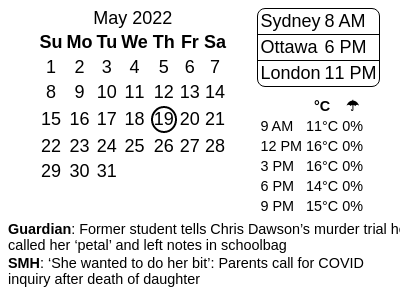 May 2022
Su Mo Tu We Th Fr Sa
1 2 3 4 5 6 7
8 9 10 11 12 13 14
15 16 17 18 19 20 21
22 23 24 25 26 27 28
29 30 31
Sydney 8 AM
Ottawa 6 PM
London 11 PM
°C ☂
9 AM 11°C 0%
12 PM 16°C 0%
3 PM 16°C 0%
6 PM 14°C 0%
9 PM 15°C 0%
Guardian: Former student tells Chris Dawson’s murder trial
called her ‘petal’ and left notes in schoolbag
SMH: ‘She wanted to do her bit’: Parents call for COVID
inquiry after death of daughter